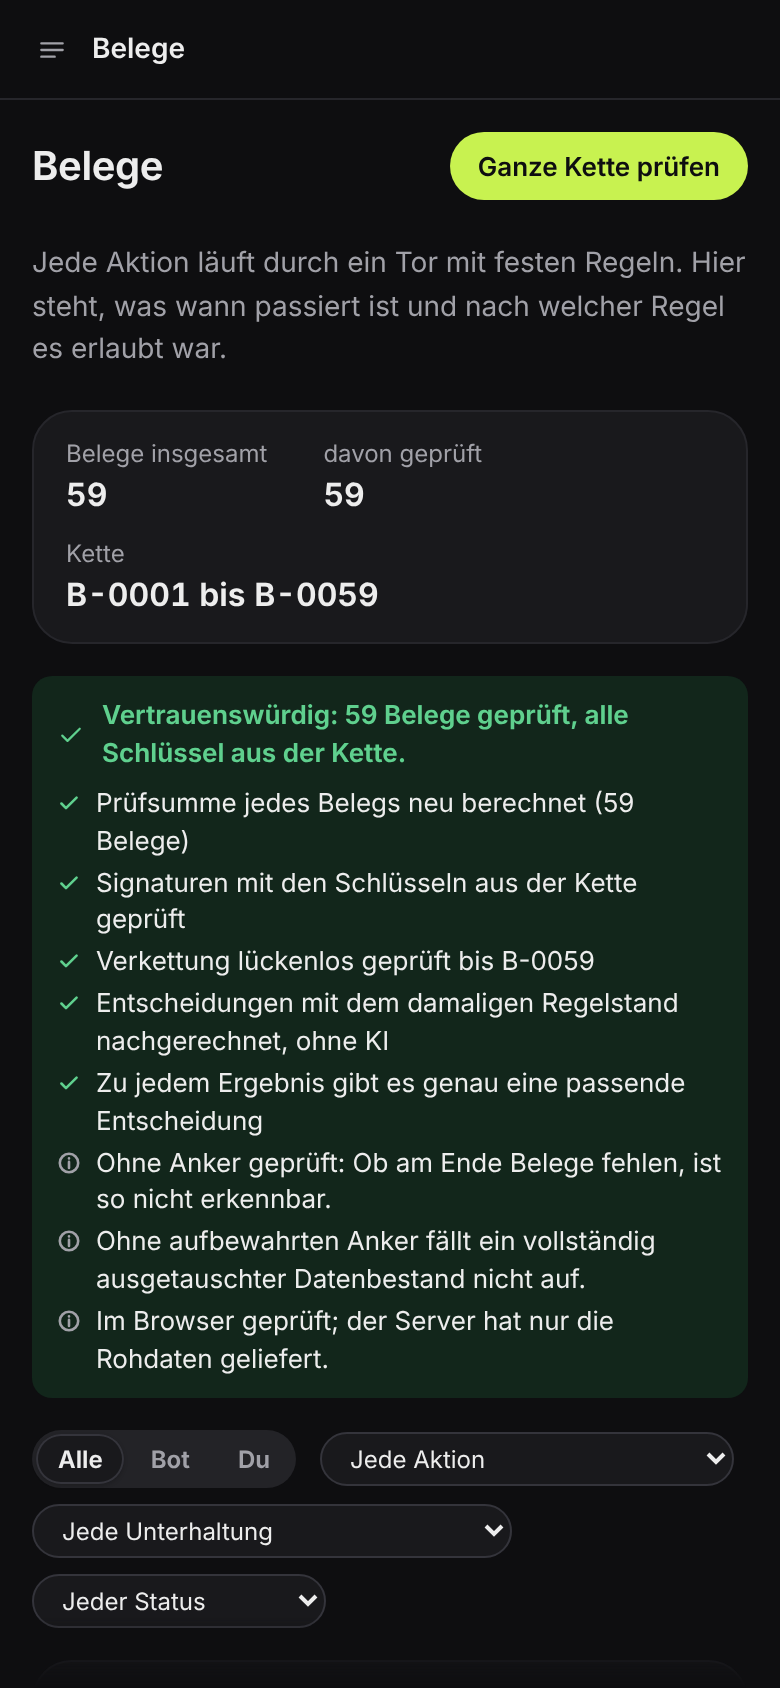 Belege
Belege
Ganze Kette prüfen
Jede Aktion läuft durch ein Tor mit festen Regeln. Hier
steht, was wann passiert ist und nach welcher Regel
es erlaubt war.
Belege insgesamt
59
davon geprüft
59
Kette
B-0001 bis B-0059
Vertrauenswürdig: 59 Belege geprüft, alle
Schlüssel aus der Kette.
Prüfsumme jedes Belegs neu berechnet (59
Belege)
Signaturen mit den Schlüsseln aus der Kette
geprüft
Verkettung lückenlos geprüft bis B-0059
Entscheidungen mit dem damaligen Regelstand
nachgerechnet, ohne KI
Zu jedem Ergebnis gibt es genau eine passende
Entscheidung
Ohne Anker geprüft: Ob am Ende Belege fehlen, ist
so nicht erkennbar.
Ohne aufbewahrten Anker fällt ein vollständig
ausgetauschter Datenbestand nicht auf.
Im Browser geprüft; der Server hat nur die
Rohdaten geliefert.
Alle Bot Du
Jede Aktion
Jede Unterhaltung
Jeder Status